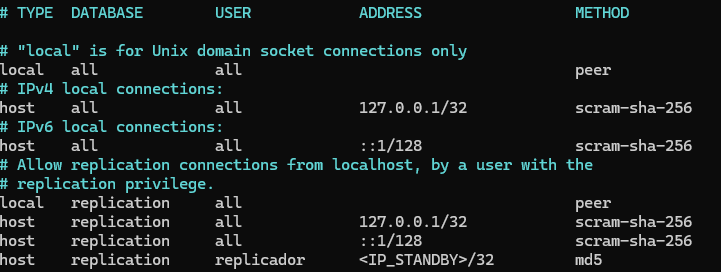 # TYPE  DATABASE        USER            ADDRESS                 METHOD
# "local" is for Unix domain socket connections only
local   all             all                                     peer
# IPv4 local connections:
host    all             all             127.0.0.1/32            scram-sha-256
# IPv6 local connections:
host    all             all             ::1/128                 scram-sha-256
# Allow replication connections from localhost, by a user with the
# replication privilege.
local   replication     all                                     peer
host    replication     all             127.0.0.1/32            scram-sha-256
host    replication     all             ::1/128                 scram-sha-256
host    replication     replicador      <IP_STANDBY>/32         md5